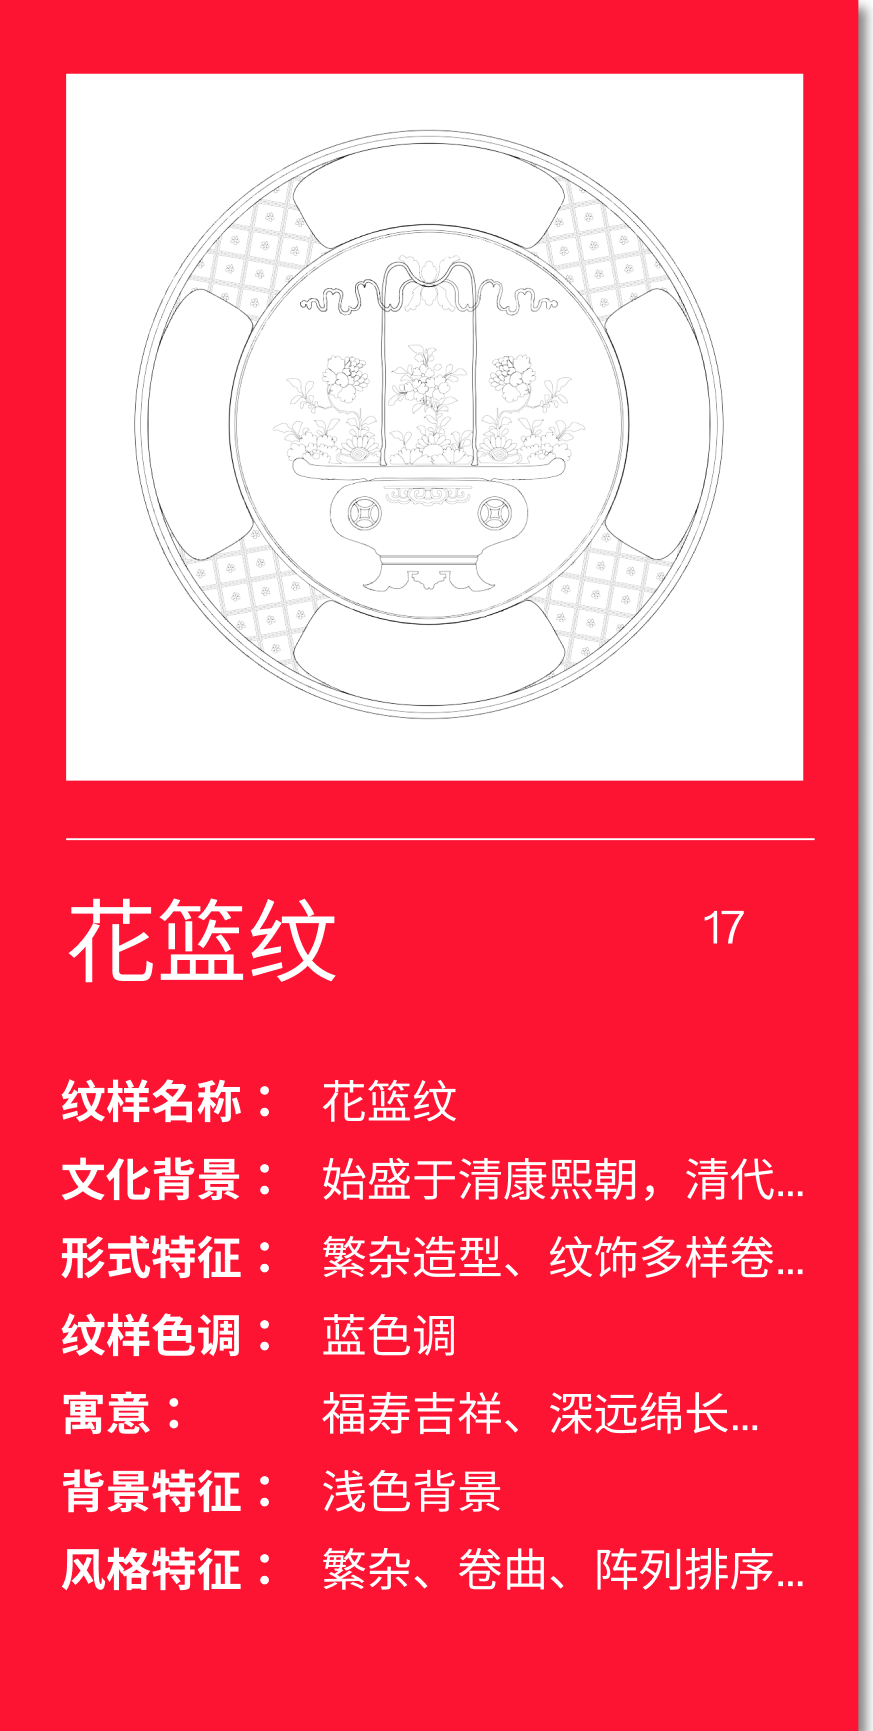 花篮纹
17
纹样名称： 花篮纹
文化背景： 始盛于清康熙朝，清代...
形式特征： 繁杂造型、纹饰多样卷...
纹样色调： 蓝色调
寓意： 福寿吉祥、深远绵长...
背景特征： 浅色背景
风格特征： 繁杂、卷曲、阵列排序...